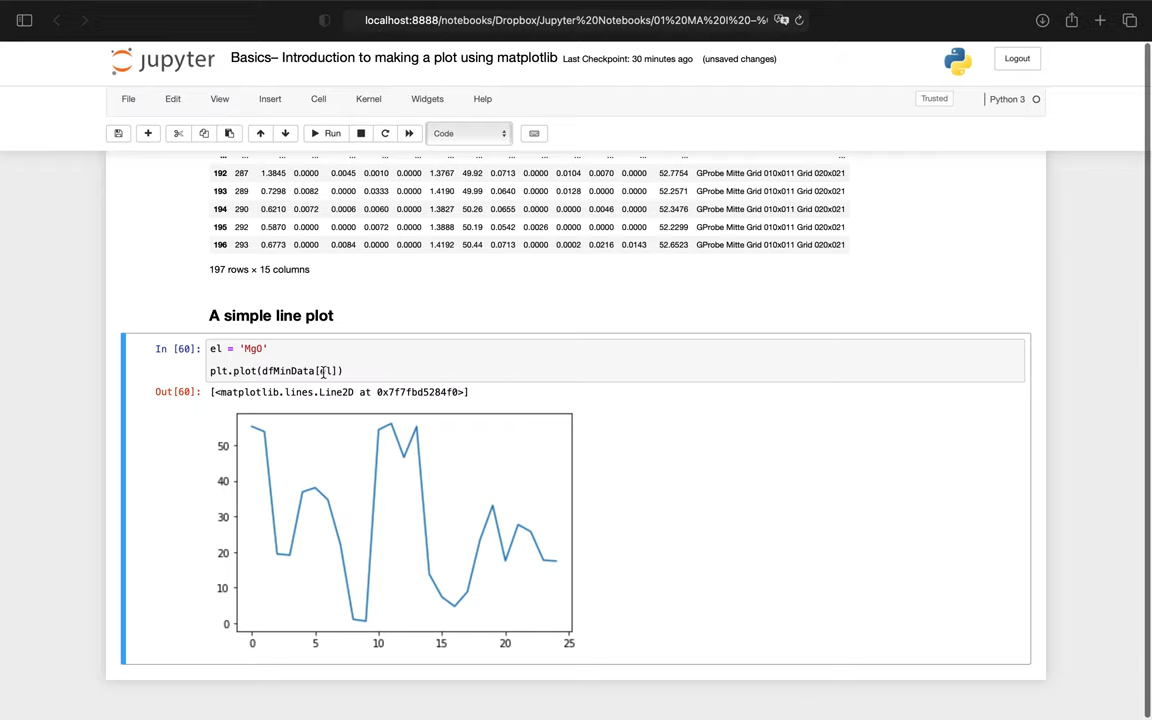 localhost:8888/notebooks/Dropbox/Jupyter%20Notebooks/01%20MA%20I%20–%
jupyter Basics– Introduction to making a plot using matplotlib Last Checkpoint: 30 minutes ago (unsaved changes) Logout
File Edit View Insert Cell Kernel Widgets Help Trusted Python 3
Run Code
... ... ... ... ... ... ... ... ... ... ... ... ... ... ...
192 287 1.3845 0.0000 0.0045 0.0010 0.0000 1.3767 49.92 0.0713 0.0000 0.0104 0.0070 0.0000 52.7754 GProbe Mitte Grid 010x011 Grid 020x021
193 289 0.7298 0.0082 0.0000 0.0333 0.0000 1.4190 49.99 0.0640 0.0000 0.0128 0.0000 0.0000 52.2571 GProbe Mitte Grid 010x011 Grid 020x021
194 290 0.6210 0.0072 0.0006 0.0060 0.0000 1.3827 50.26 0.0655 0.0000 0.0000 0.0046 0.0000 52.3476 GProbe Mitte Grid 010x011 Grid 020x021
195 292 0.5870 0.0000 0.0000 0.0072 0.0000 1.3888 50.19 0.0542 0.0026 0.0000 0.0000 0.0000 52.2299 GProbe Mitte Grid 010x011 Grid 020x021
196 293 0.6773 0.0000 0.0084 0.0000 0.0000 1.4192 50.44 0.0713 0.0000 0.0002 0.0216 0.0143 52.6523 GProbe Mitte Grid 010x011 Grid 020x021
197 rows × 15 columns
A simple line plot
In [60]: el = 'MgO'
plt.plot(dfMinData[el])
Out[60]: [<matplotlib.lines.Line2D at 0x7f7fbd5284f0>]
50
40
30
20
10
0
0 5 10 15 20 25